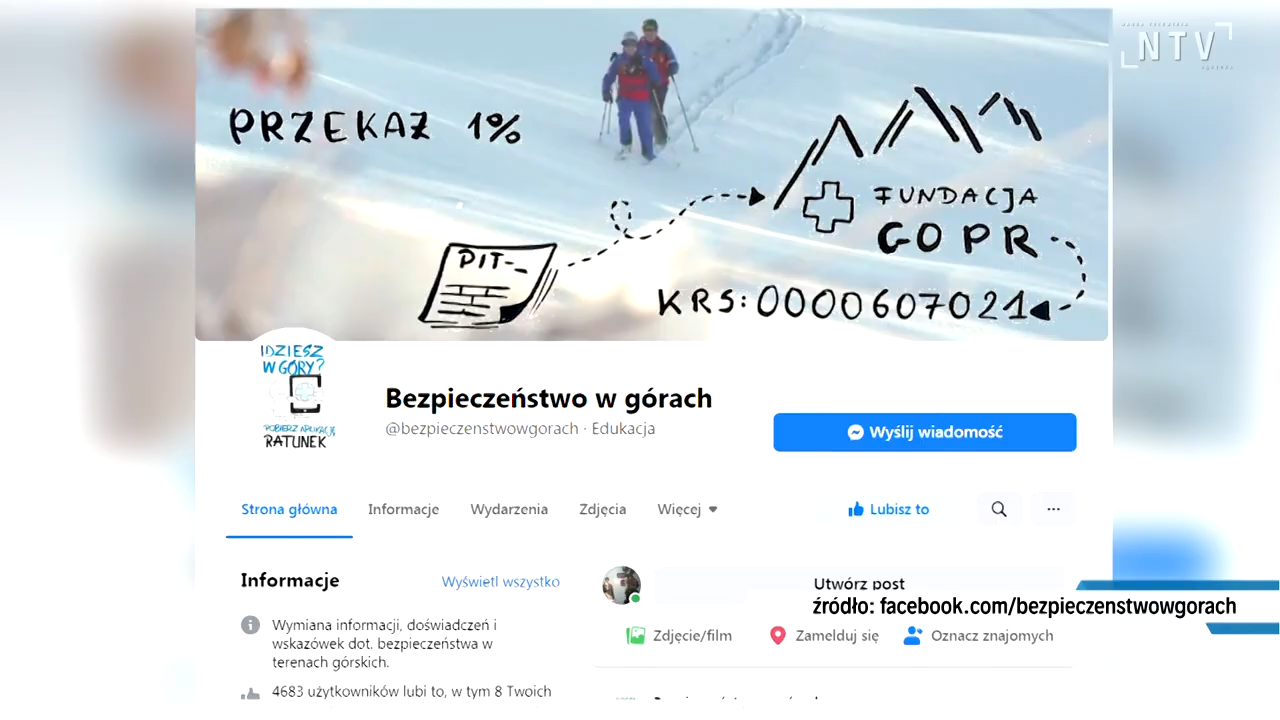 NTV
PRZEKAŻ 1%
FUNDACJA
GOPR
PIT
KRS: 0000607021
IDZIESZ
W GÓRY?
POBIERZ APLIKACJĘ
RATUNEK
Bezpieczeństwo w górach
@bezpieczenstwowgorach · Edukacja
Wyślij wiadomość
Strona główna Informacje Wydarzenia Zdjęcia Więcej
Lubisz to
Informacje Wyświetl wszystko
Wymiana informacji, doświadczeń i
wskazówek dot. bezpieczeństwa w
terenach górskich.
4683 użytkowników lubi to, w tym 8 Twoich
Utwórz post
źródło: facebook.com/bezpieczenstwowgorach
Zdjęcie/film Zamelduj się Oznacz znajomych